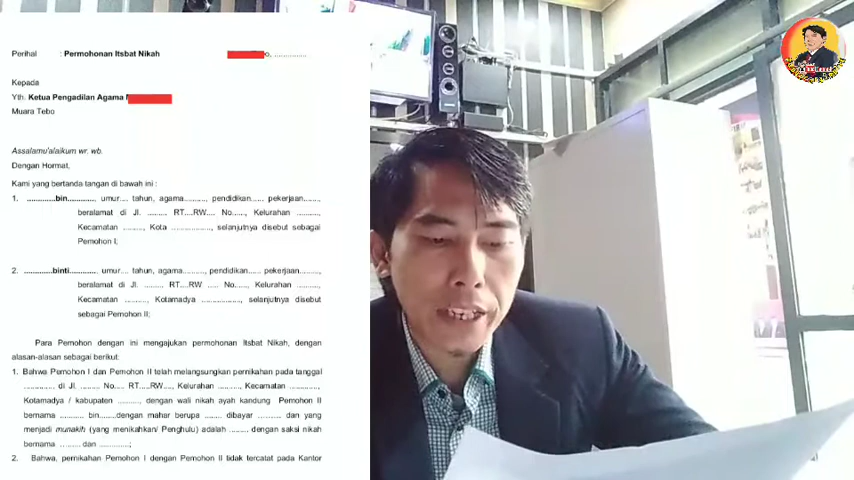 Perihal : Permohonan Itsbat Nikah
Kepada
Yth. Ketua Pengadilan Agama
Muara Tebo
Assalamu'alaikum wr. wb.
Dengan Hormat,
Kami yang bertanda tangan di bawah ini :
1. .............bin............, umur.... tahun, agama.........., pendidikan...... pekerjaan.......,
beralamat di Jl. ......... RT....RW.... No....., Kelurahan ..........,
Kecamatan ........., Kota .................., selanjutnya disebut sebagai
Pemohon I;
2. .............binti............, umur.... tahun, agama.........., pendidikan...... pekerjaan.........,
beralamat di Jl. ......... RT....RW ..... No....., Kelurahan ..........,
Kecamatan .........., Kotamadya .................., selanjutnya disebut
sebagai Pemohon II;
Para Pemohon dengan ini mengajukan permohonan Itsbat Nikah, dengan
alasan-alasan sebagai berikut:
1. Bahwa Pemohon I dan Pemohon II telah melangsungkan pernikahan pada tanggal
.............. di Jl. ......... No.... RT...RW...., Kelurahan .........., Kecamatan .............,
Kotamadya / kabupaten .........., dengan wali nikah ayah kandung Pemohon II
bernama ........... bin.......dengan mahar berupa ........ dibayar .......... dan yang
menjadi munakih (yang menikahkan/ Penghulu) adalah ......... dengan saksi nikah
bernama ......... dan .............;
2. Bahwa, pernikahan Pemohon I dengan Pemohon II tidak tercatat pada Kantor